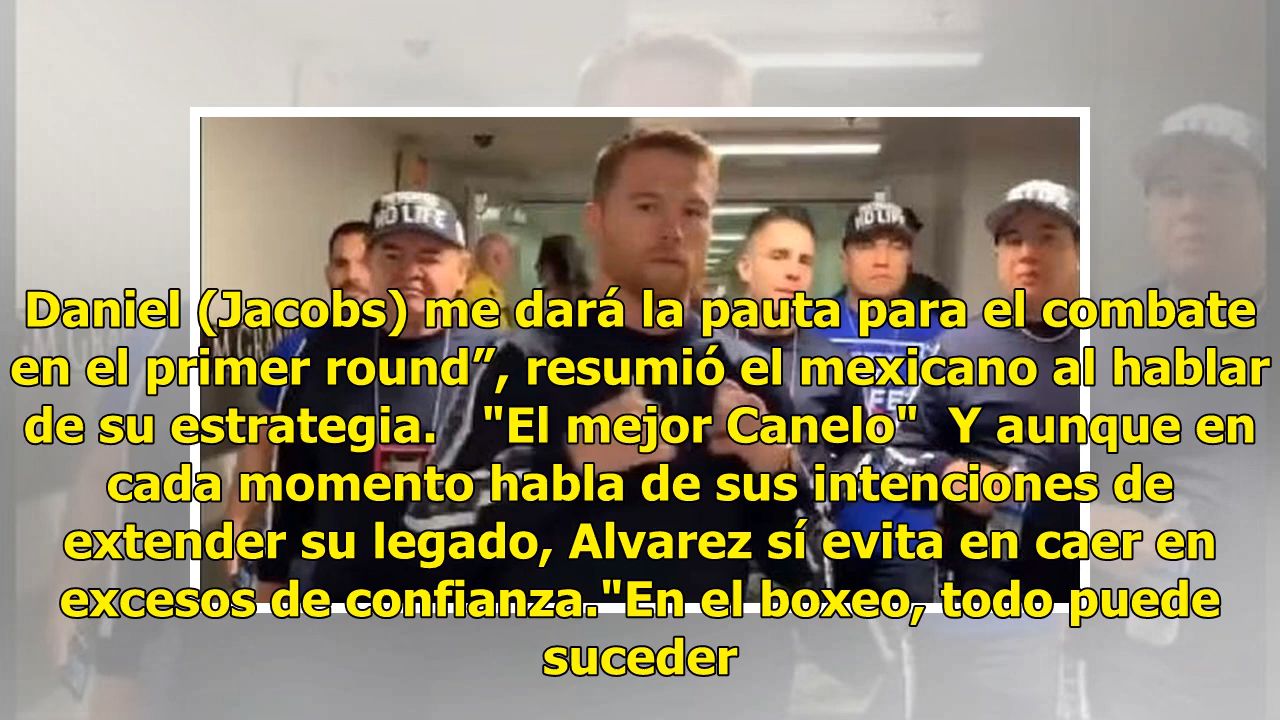 NO LIFE
Daniel (Jacobs) me dará la pauta para el combate
en el primer round”, resumió el mexicano al hablar
de su estrategia.   "El mejor Canelo"  Y aunque en
cada momento habla de sus intenciones de
extender su legado, Alvarez sí evita en caer en
excesos de confianza."En el boxeo, todo puede
suceder